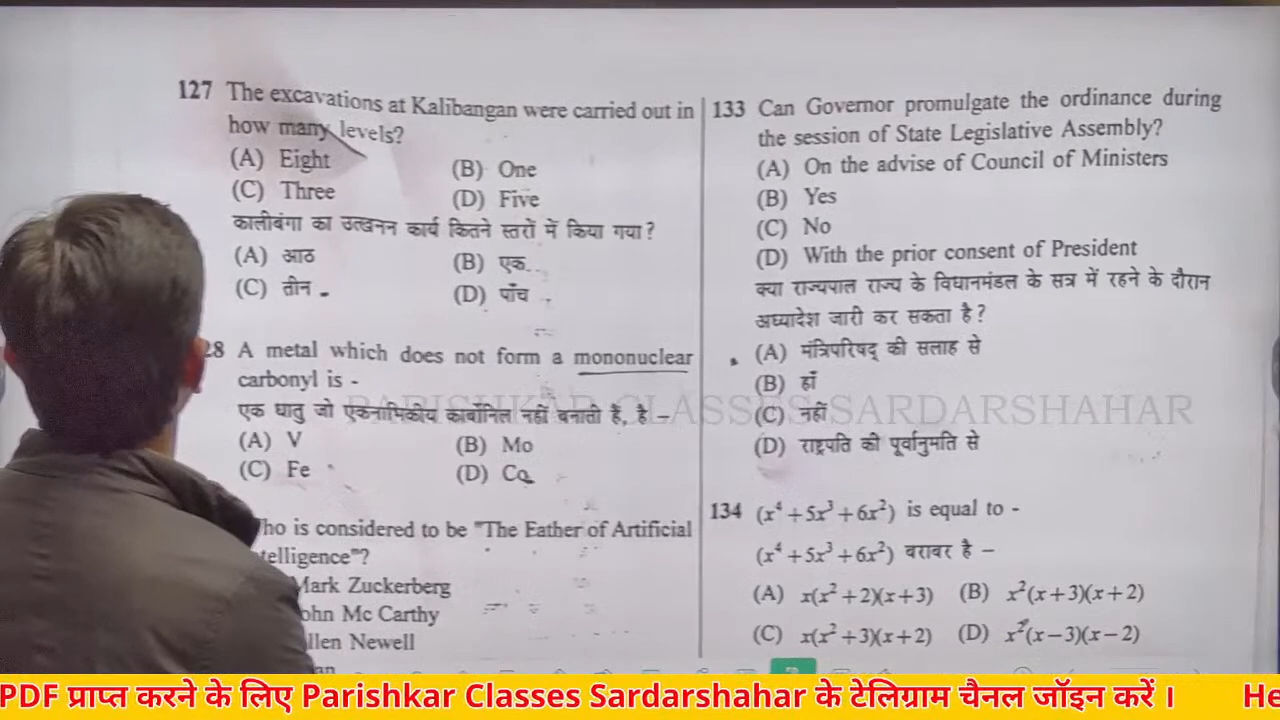 127 The excavations at Kalibangan were carried out in
how many levels?
(A) Eight (B) One
(C) Three (D) Five
कालीबंगा का उत्खनन कार्य कितने स्तरों में किया गया?
(A) आठ (B) एक
(C) तीन (D) पाँच
28 A metal which does not form a mononuclear
carbonyl is -
एक धातु जो एकनाभिकीय कार्बोनिल नहीं बनाती है, है –
(A) V (B) Mo
(C) Fe (D) Co
ho is considered to be "The Father of Artificial
telligence"?
Mark Zuckerberg
ohn Mc Carthy
llen Newell
133 Can Governor promulgate the ordinance during
the session of State Legislative Assembly?
(A) On the advise of Council of Ministers
(B) Yes
(C) No
(D) With the prior consent of President
क्या राज्यपाल राज्य के विधानमंडल के सत्र में रहने के दौरान
अध्यादेश जारी कर सकता है?
(A) मंत्रिपरिषद् की सलाह से
(B) हाँ
(C) नहीं
(D) राष्ट्रपति की पूर्वानुमति से
134 (x⁴+5x³+6x²) is equal to -
(x⁴+5x³+6x²) बराबर है –
(A) x(x²+2)(x+3) (B) x²(x+3)(x+2)
(C) x(x²+3)(x+2) (D) x²(x−3)(x−2)
PARISHKAR CLASSES SARDARSHAHAR
PDF प्राप्त करने के लिए Parishkar Classes Sardarshahar के टेलिग्राम चैनल जॉइन करें । He